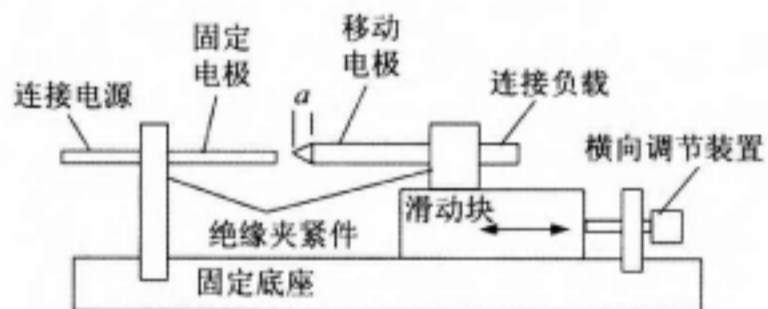 固定
电极
移动
电极
连接电源
a
连接负载
横向调节装置
滑动块
绝缘夹紧件
固定底座